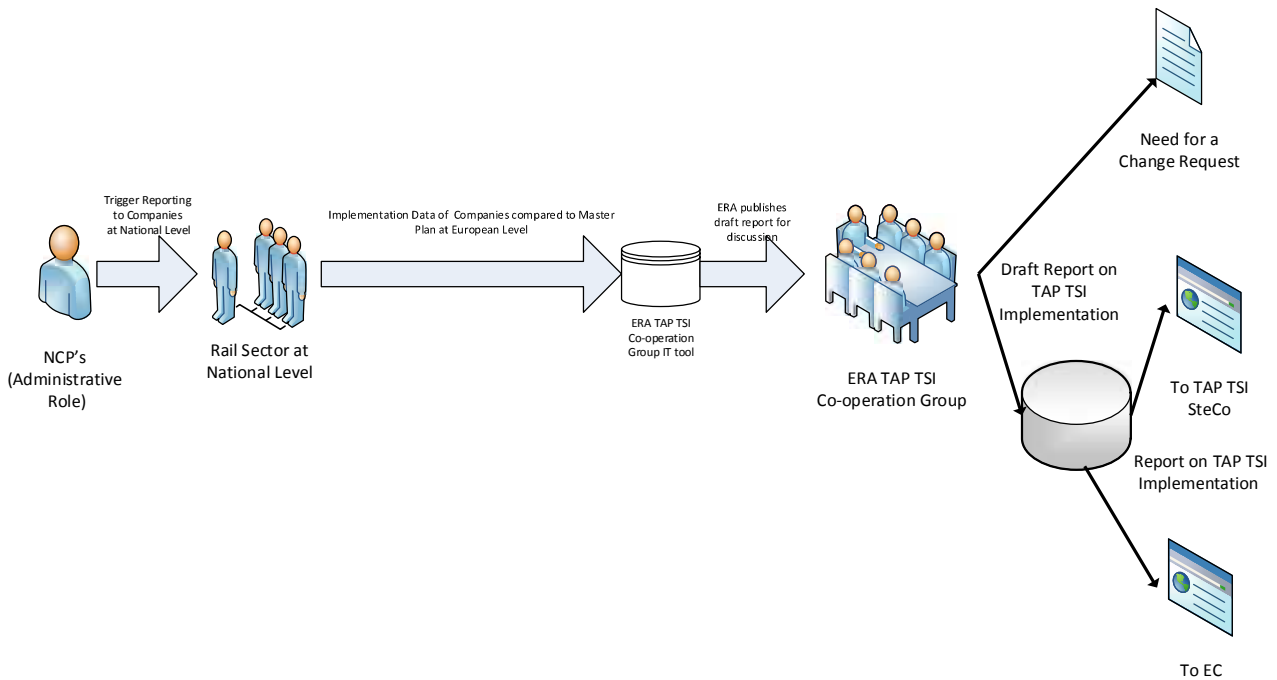 Trigger Reporting
to Companies
at National Level
NCP's
(Administrative
Role)
Rail Sector at
National Level
Implementation Data of Companies compared to Master
Plan at European Level
ERA TAP TSI
Co-operation
Group IT tool
ERA publishes
draft report for
discussion
ERA TAP TSI
Co-operation Group
Need for a
Change Request
Draft Report on
TAP TSI
Implementation
To TAP TSI
SteCo
Report on TAP TSI
Implementation
To EC